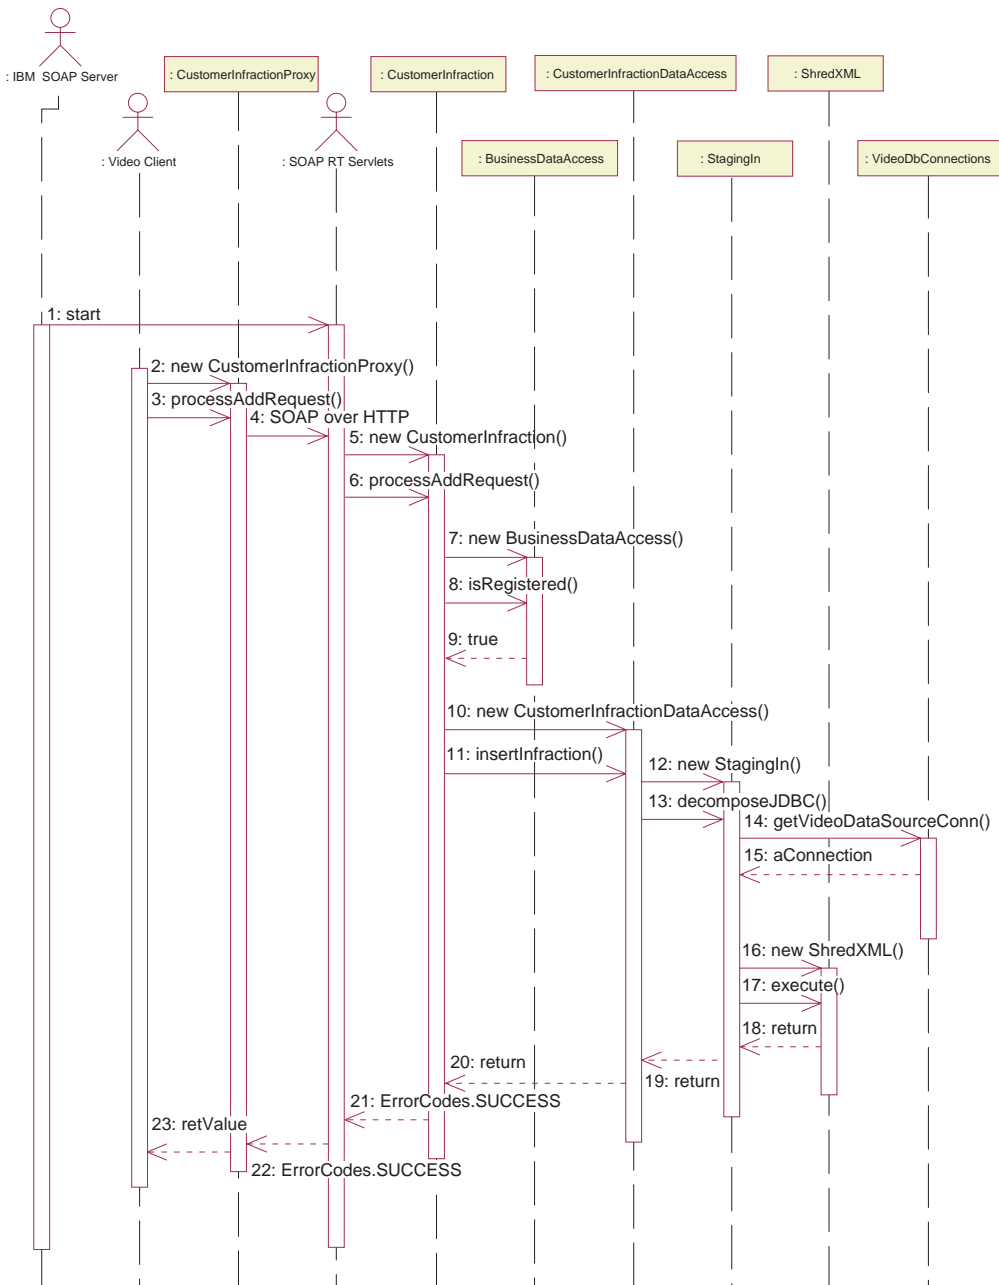 : IBM SOAP Server
: CustomerInfractionProxy
: CustomerInfraction
: CustomerInfractionDataAccess
: ShredXML
: Video Client
: SOAP RT Servlets
: BusinessDataAccess
: StagingIn
: VideoDbConnections
1: start
2: new CustomerInfractionProxy()
3: processAddRequest()
4: SOAP over HTTP
5: new CustomerInfraction()
6: processAddRequest()
7: new BusinessDataAccess()
8: isRegistered()
9: true
10: new CustomerInfractionDataAccess()
11: insertInfraction()
12: new StagingIn()
13: decomposeJDBC()
14: getVideoDataSourceConn()
15: aConnection
16: new ShredXML()
17: execute()
18: return
19: return
20: return
21: ErrorCodes.SUCCESS
23: retValue
22: ErrorCodes.SUCCESS